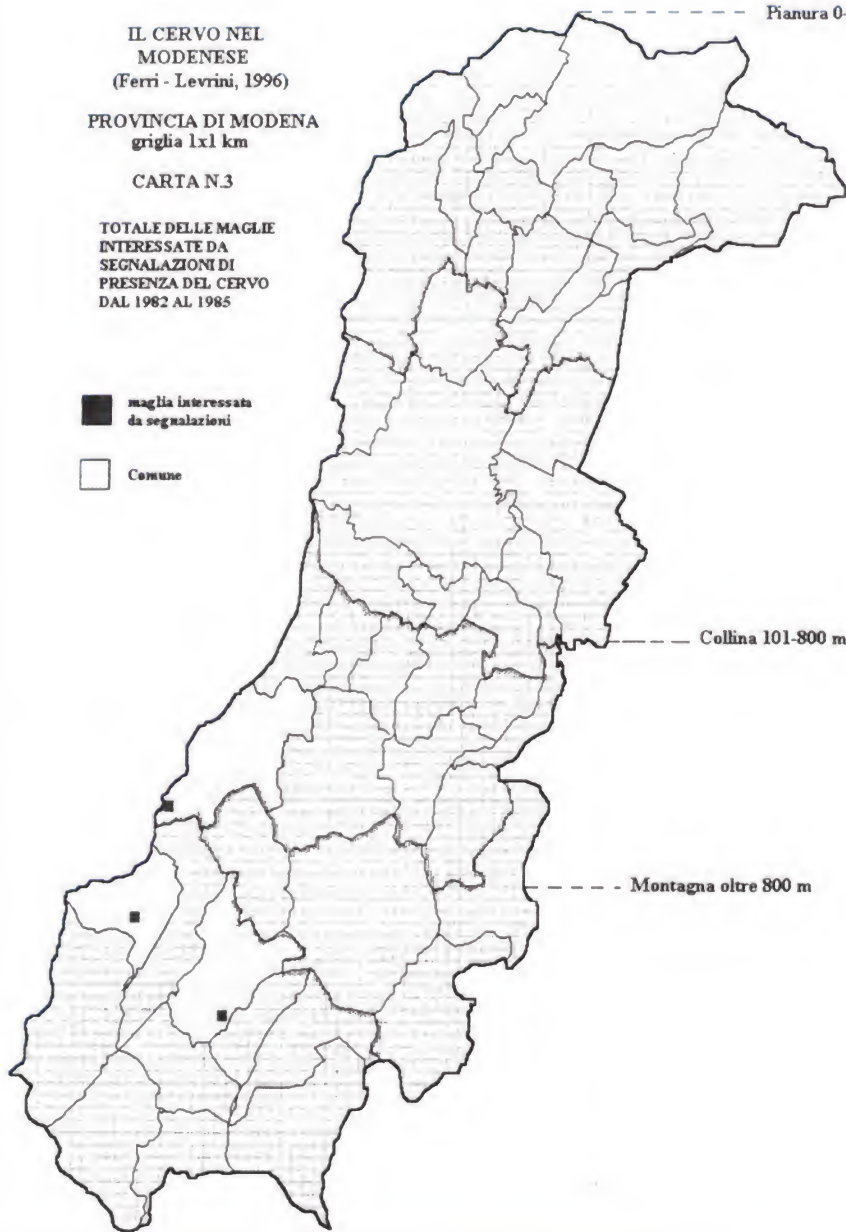 IL CERVO NEL
MODENESE
(Ferri - Levrini, 1996)
PROVINCIA DI MODENA
griglia 1x1 km
CARTA N.3
TOTALE DELLE MAGLIE
INTERESSATE DA
SEGNALAZIONI DI
PRESENZA DEL CERVO
DAL 1982 AL 1985
maglia interessata
da segnalazioni
Comune
Pianura 0-
Collina 101-800 m
Montagna oltre 800 m